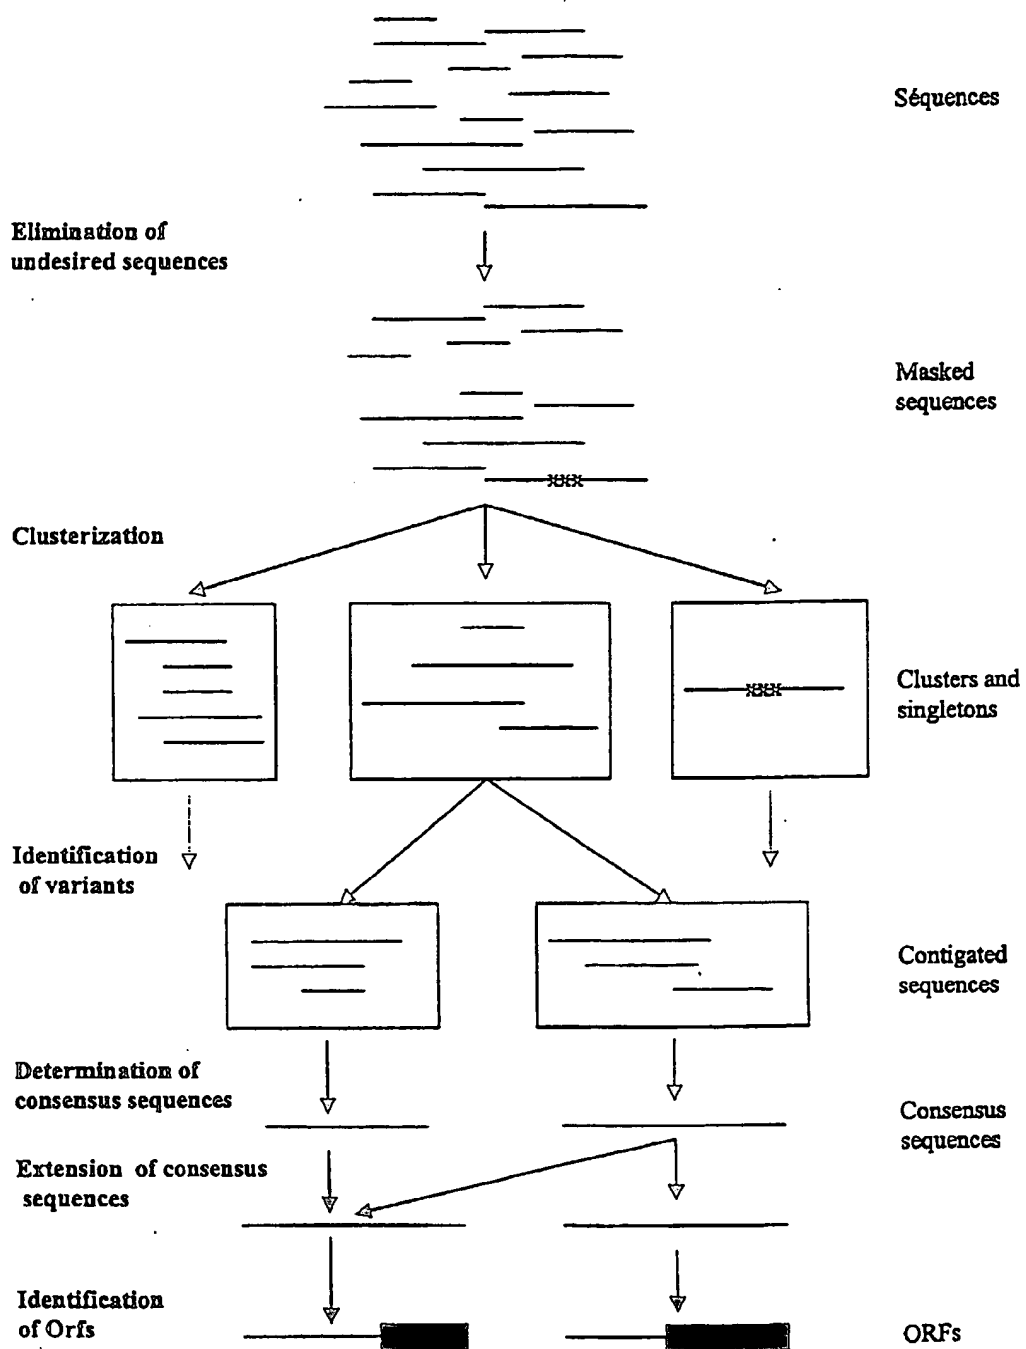 Séquences
Elimination of
undesired sequences
Masked
sequences
Clusterization
Clusters and
singletons
Identification
of variants
Contigated
sequences
Determination of
consensus sequences
Consensus
sequences
Extension of consensus
sequences
Identification
of Orfs
ORFs